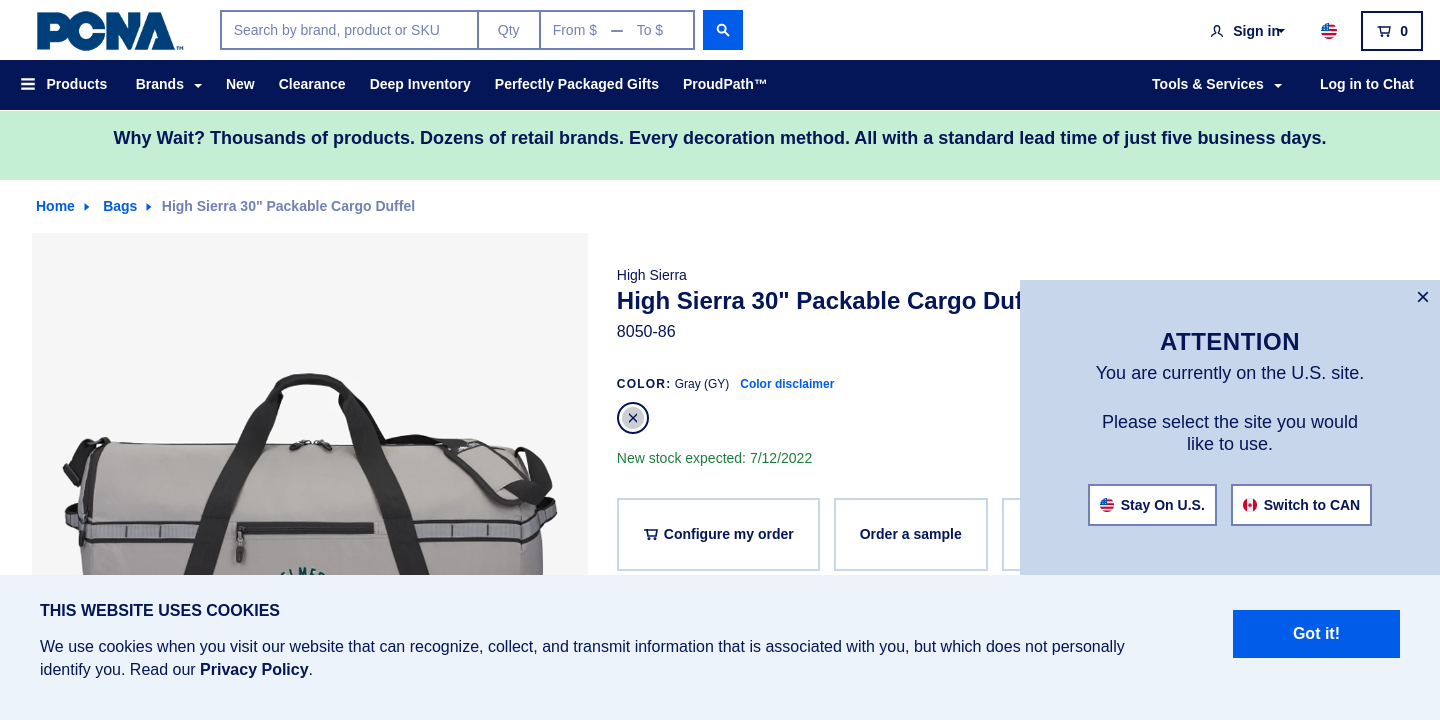 PCNA™
Search by brand, product or SKU
Qty
From $ — To $
Sign in
0
Products
Brands
New
Clearance
Deep Inventory
Perfectly Packaged Gifts
ProudPath™
Tools & Services
Log in to Chat
Why Wait? Thousands of products. Dozens of retail brands. Every decoration method. All with a standard lead time of just five business days.
Home
Bags
High Sierra 30" Packable Cargo Duffel
High Sierra
High Sierra 30" Packable Cargo Duf
8050-86
COLOR: Gray (GY) Color disclaimer
New stock expected: 7/12/2022
Configure my order
Order a sample
×
ATTENTION
You are currently on the U.S. site.
Please select the site you would
like to use.
Stay On U.S.
Switch to CAN
THIS WEBSITE USES COOKIES
We use cookies when you visit our website that can recognize, collect, and transmit information that is associated with you, but which does not personally
identify you. Read our Privacy Policy.
Got it!